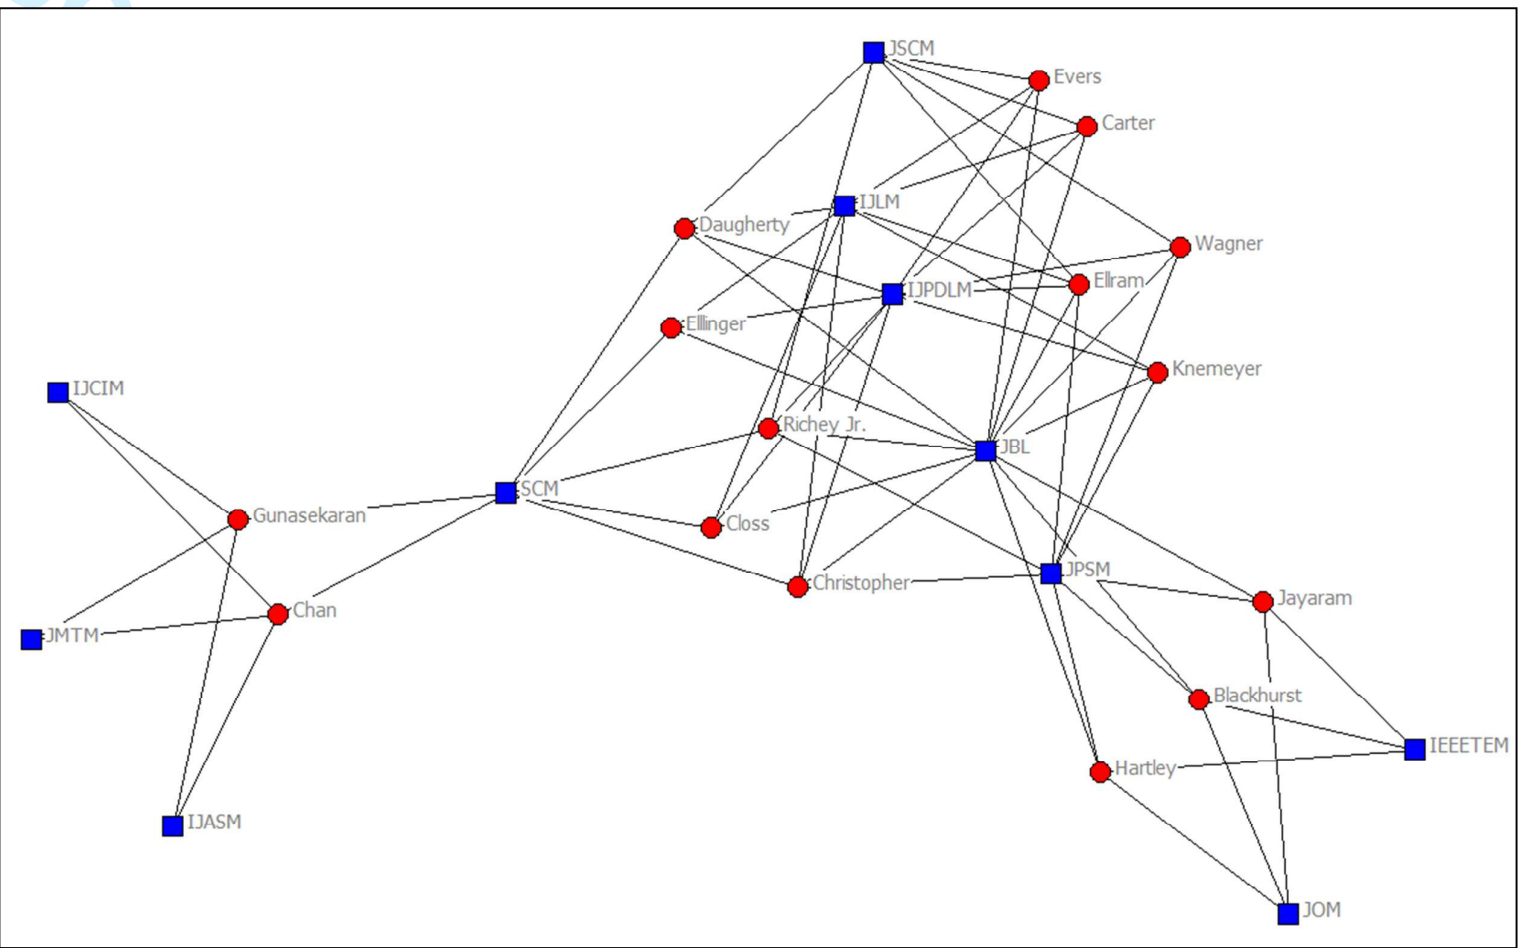 JSCM
Evers
Carter
IJLM
Daugherty
Wagner
Ellram
IJPDLM
Ellinger
Knemeyer
IJCIM
Richey Jr.
JBL
SCM
Gunasekaran
Closs
JPSM
Christopher
Jayaram
Chan
JMTM
Blackhurst
IEEETEM
Hartley
IJASM
JOM